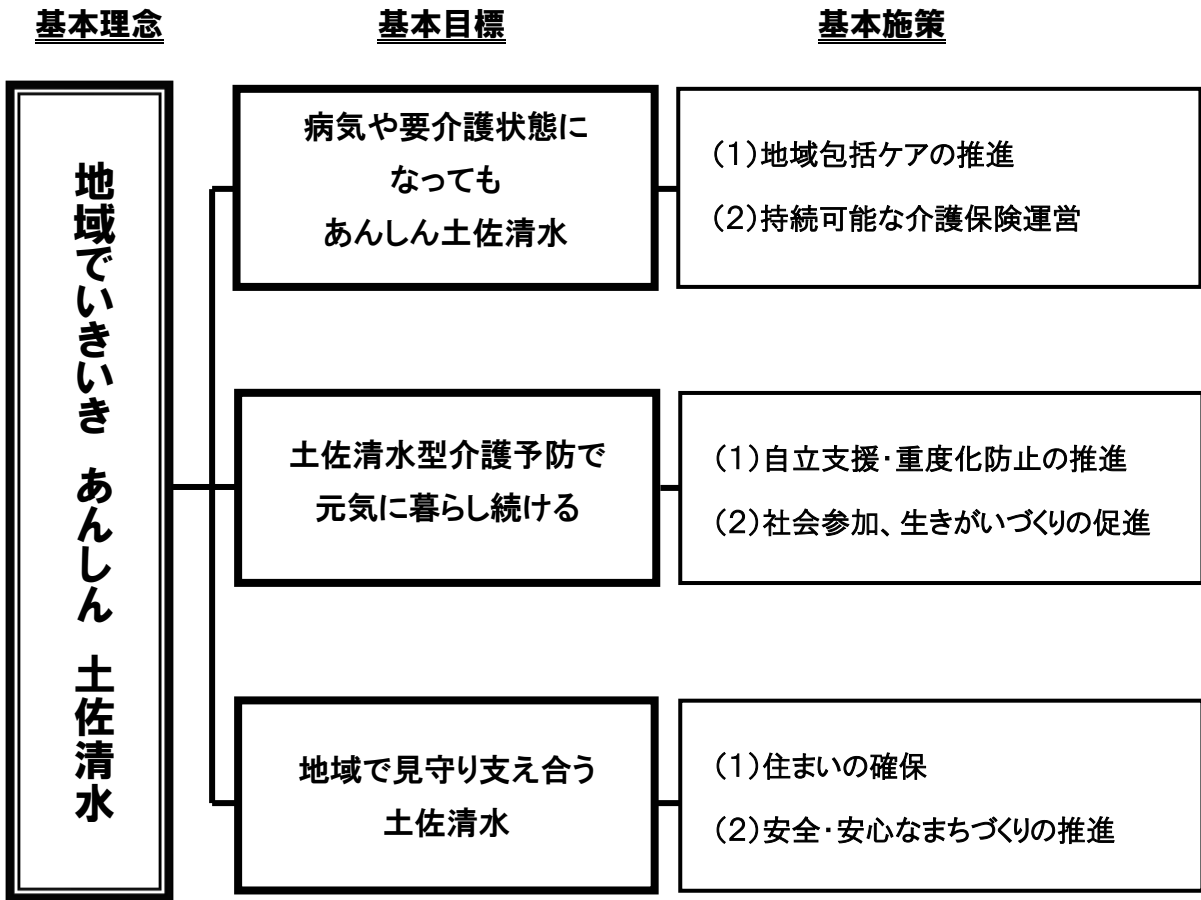 基本理念
基本目標
基本施策
地域でいきいき あんしん 土佐清水
病気や要介護状態に
なっても
あんしん土佐清水
(1)地域包括ケアの推進
(2)持続可能な介護保険運営
土佐清水型介護予防で
元気に暮らし続ける
(1)自立支援・重度化防止の推進
(2)社会参加、生きがいづくりの促進
地域で見守り支え合う
土佐清水
(1)住まいの確保
(2)安全・安心なまちづくりの推進